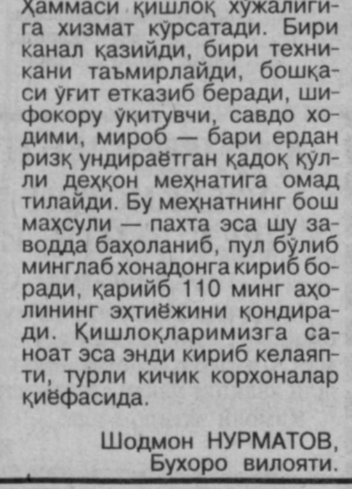 Ҳаммаси қишлоқ хўжалиги-
га хизмат кўрсатади. Бири
канал қазийди, бири техни-
кани таъмирлайди, бошқа-
си ўғит етказиб беради, ши-
фокору ўқитувчи, савдо хо-
дими, мироб — бари ердан
ризқ ундираётган қадоқ қўл-
ли деҳқон меҳнатига омад
тилайди. Бу меҳнатнинг бош
маҳсули — пахта эса шу за-
водда баҳоланиб, пул бўлиб
минглаб хонадонга кириб бо-
ради, қарийб 110 минг аҳо-
лининг эҳтиёжини қондира-
ди. Қишлоқларимизга са-
ноат эса энди кириб келаяп-
ти, турли кичик корхоналар
қиёфасида.
Шодмон НУРМАТОВ,
Бухоро вилояти.